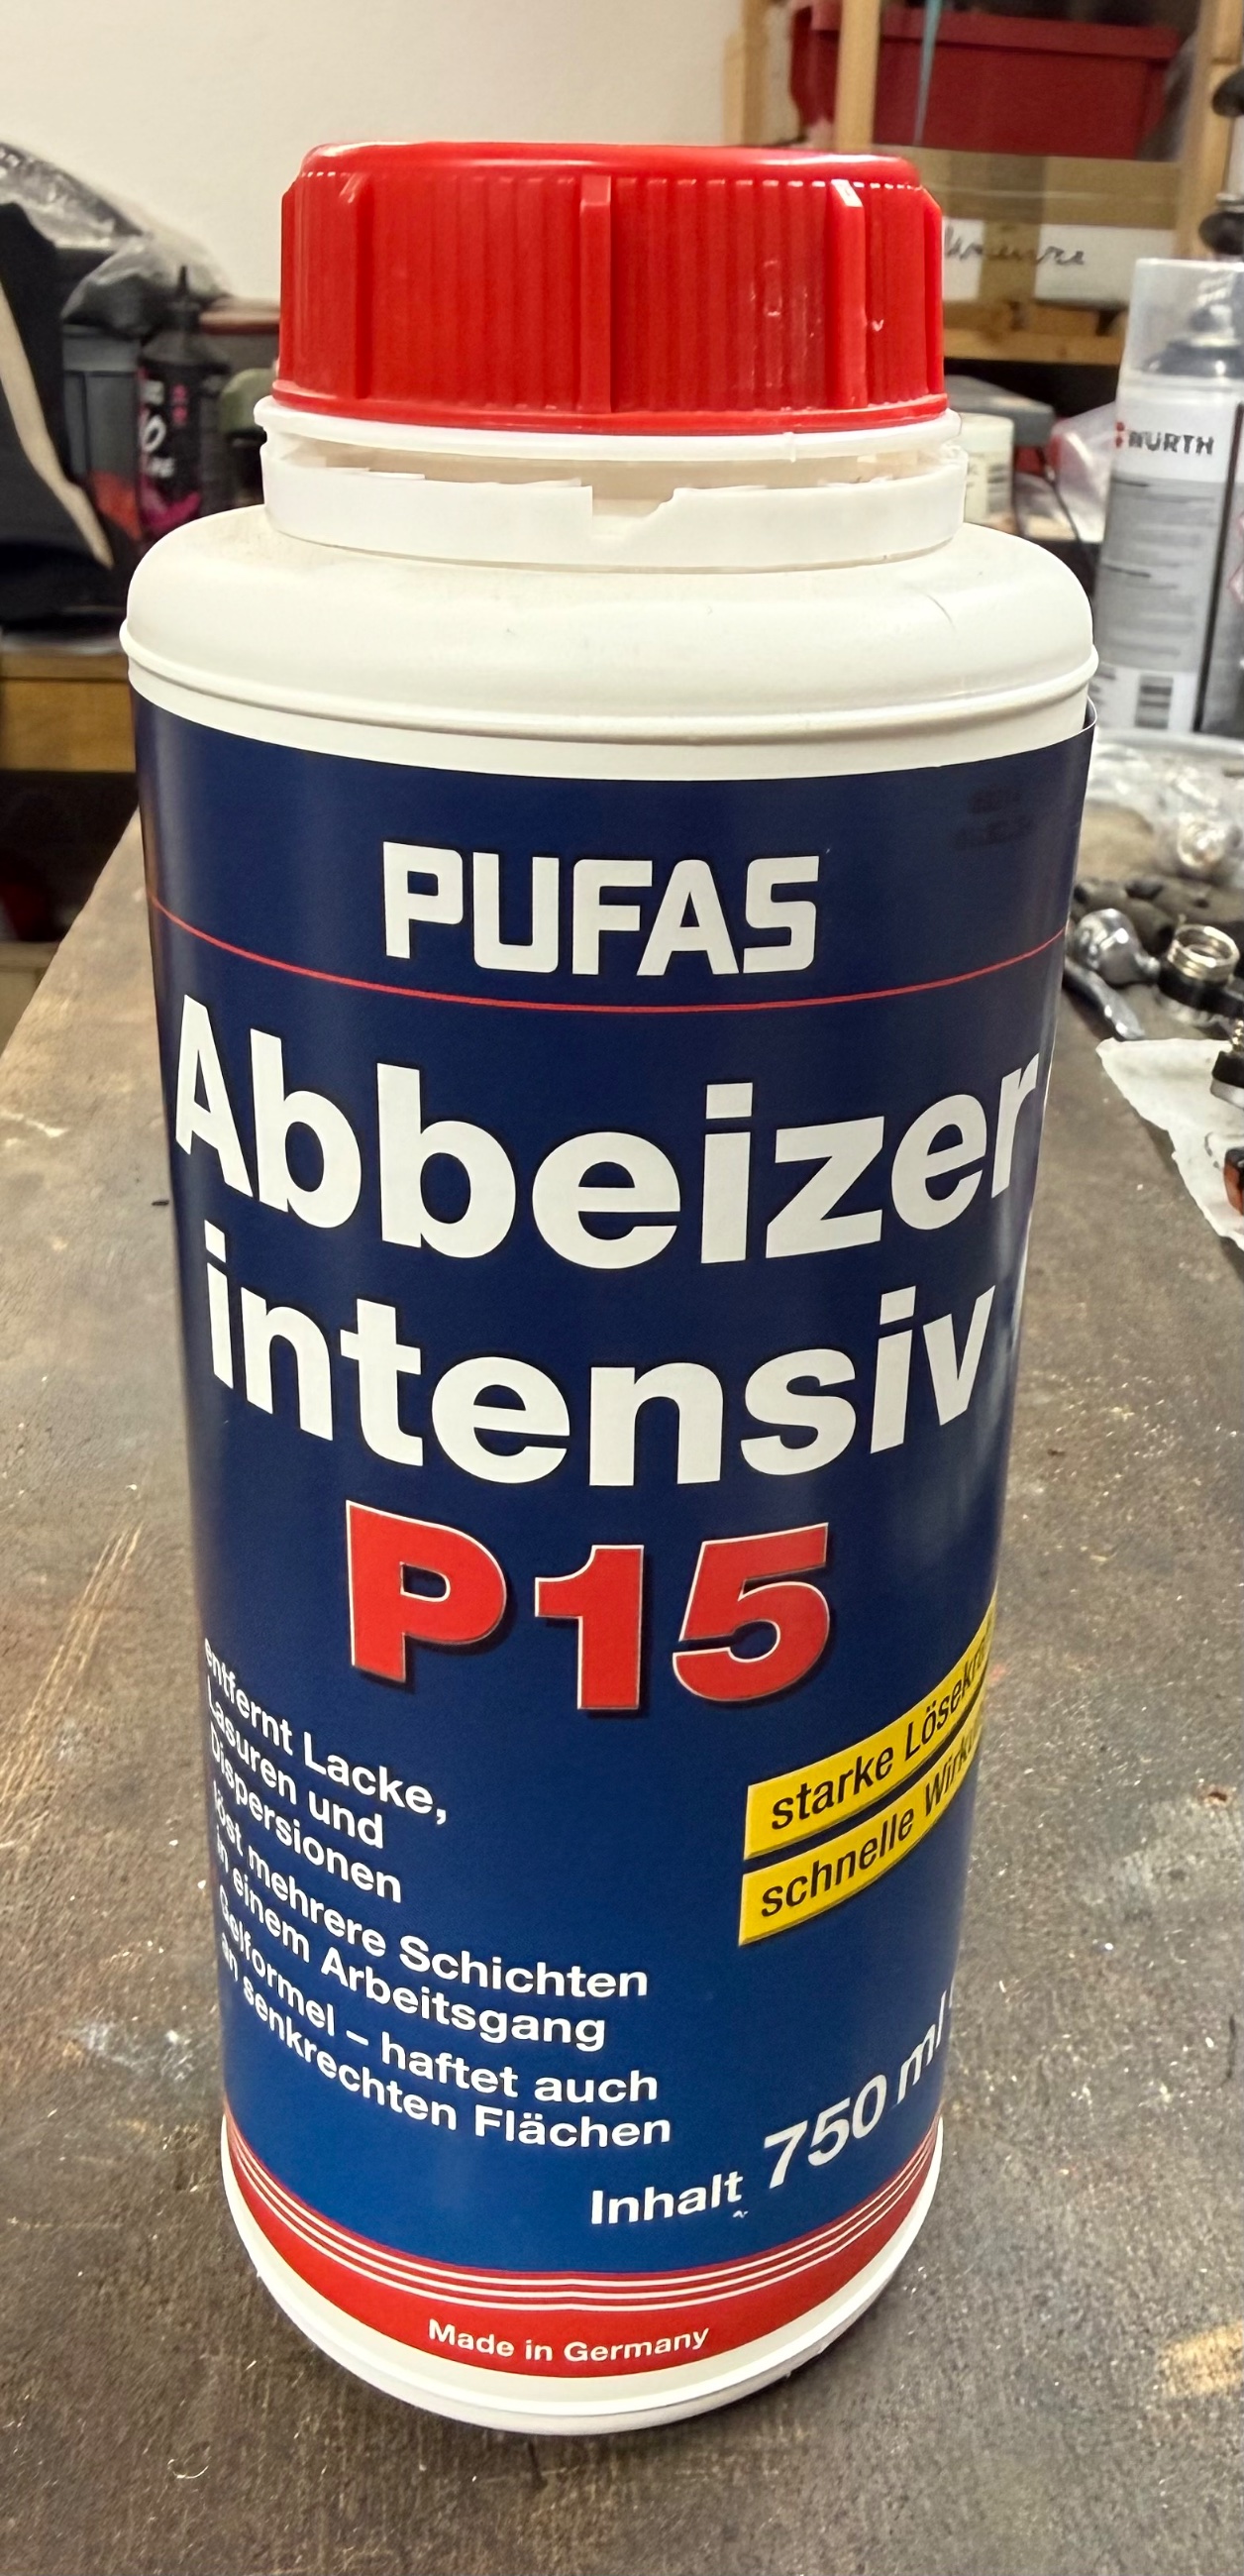 PUFAS
Abbeizer
intensiv
P15
entfernt Lacke,
Lasuren und
Dispersionen
löst mehrere Schichten
in einem Arbeitsgang
Gelformel – haftet auch
an senkrechten Flächen
starke
schnelle
Inhalt 750 ml
Made in Germany
WÜRTH